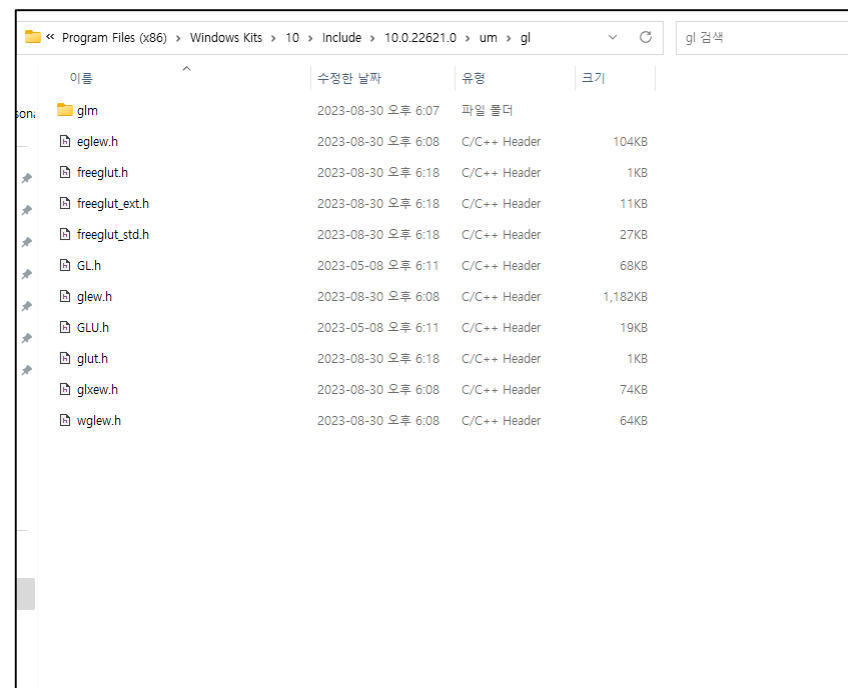 « Program Files (x86) › Windows Kits › 10 › Include › 10.0.22621.0 › um › gl
gl 검색
이름 수정한 날짜 유형 크기
glm 2023-08-30 오후 6:07 파일 폴더
eglew.h 2023-08-30 오후 6:08 C/C++ Header 104KB
freeglut.h 2023-08-30 오후 6:18 C/C++ Header 1KB
freeglut_ext.h 2023-08-30 오후 6:18 C/C++ Header 11KB
freeglut_std.h 2023-08-30 오후 6:18 C/C++ Header 27KB
GL.h 2023-05-08 오후 6:11 C/C++ Header 68KB
glew.h 2023-08-30 오후 6:08 C/C++ Header 1,182KB
GLU.h 2023-05-08 오후 6:11 C/C++ Header 19KB
glut.h 2023-08-30 오후 6:18 C/C++ Header 1KB
glxew.h 2023-08-30 오후 6:08 C/C++ Header 74KB
wglew.h 2023-08-30 오후 6:08 C/C++ Header 64KB